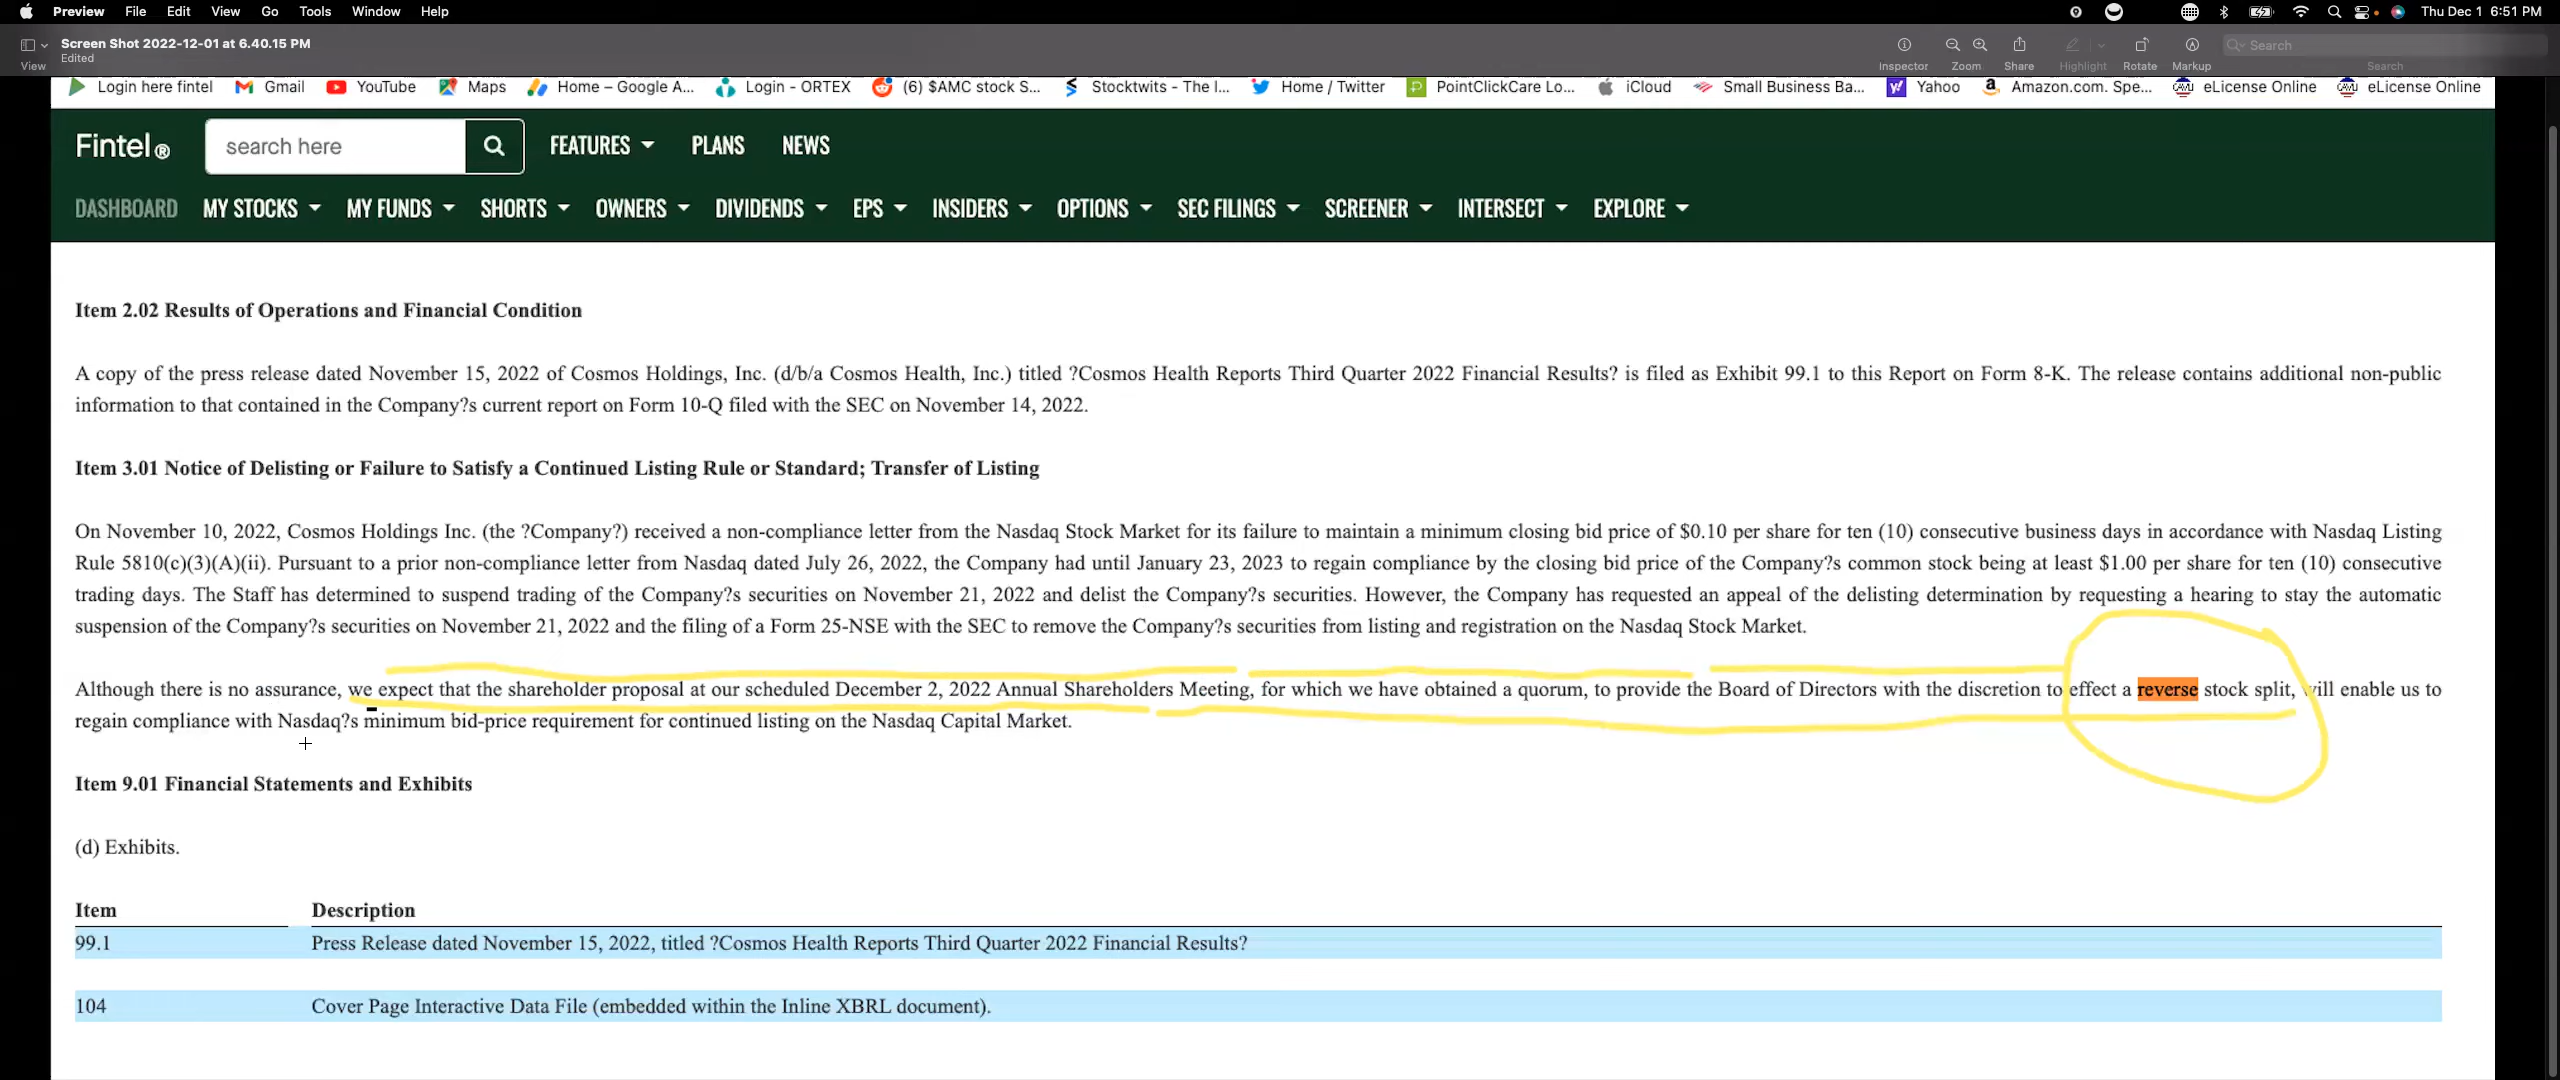 Preview File Edit View Go Tools Window Help Thu Dec 1 6:51 PM
Screen Shot 2022-12-01 at 6.40.15 PM
Edited
View Inspector Zoom Share Highlight Rotate Markup Search
Search
Login here fintel Gmail YouTube Maps Home – Google A... Login - ORTEX (6) $AMC stock S... Stocktwits - The l... Home / Twitter PointClickCare Lo... iCloud Small Business Ba... Yahoo Amazon.com. Spe... eLicense Online eLicense Online
Fintel® search here FEATURES PLANS NEWS
DASHBOARD MY STOCKS MY FUNDS SHORTS OWNERS DIVIDENDS EPS INSIDERS OPTIONS SEC FILINGS SCREENER INTERSECT EXPLORE
Item 2.02 Results of Operations and Financial Condition
A copy of the press release dated November 15, 2022 of Cosmos Holdings, Inc. (d/b/a Cosmos Health, Inc.) titled ?Cosmos Health Reports Third Quarter 2022 Financial Results? is filed as Exhibit 99.1 to this Report on Form 8-K. The release contains additional non-public
information to that contained in the Company?s current report on Form 10-Q filed with the SEC on November 14, 2022.
Item 3.01 Notice of Delisting or Failure to Satisfy a Continued Listing Rule or Standard; Transfer of Listing
On November 10, 2022, Cosmos Holdings Inc. (the ?Company?) received a non-compliance letter from the Nasdaq Stock Market for its failure to maintain a minimum closing bid price of $0.10 per share for ten (10) consecutive business days in accordance with Nasdaq Listing
Rule 5810(c)(3)(A)(ii). Pursuant to a prior non-compliance letter from Nasdaq dated July 26, 2022, the Company had until January 23, 2023 to regain compliance by the closing bid price of the Company?s common stock being at least $1.00 per share for ten (10) consecutive
trading days. The Staff has determined to suspend trading of the Company?s securities on November 21, 2022 and delist the Company?s securities. However, the Company has requested an appeal of the delisting determination by requesting a hearing to stay the automatic
suspension of the Company?s securities on November 21, 2022 and the filing of a Form 25-NSE with the SEC to remove the Company?s securities from listing and registration on the Nasdaq Stock Market.
Although there is no assurance, we expect that the shareholder proposal at our scheduled December 2, 2022 Annual Shareholders Meeting, for which we have obtained a quorum, to provide the Board of Directors with the discretion to effect a reverse stock split, will enable us to
regain compliance with Nasdaq?s minimum bid-price requirement for continued listing on the Nasdaq Capital Market.
Item 9.01 Financial Statements and Exhibits
(d) Exhibits.
Item Description
99.1 Press Release dated November 15, 2022, titled ?Cosmos Health Reports Third Quarter 2022 Financial Results?
104 Cover Page Interactive Data File (embedded within the Inline XBRL document).